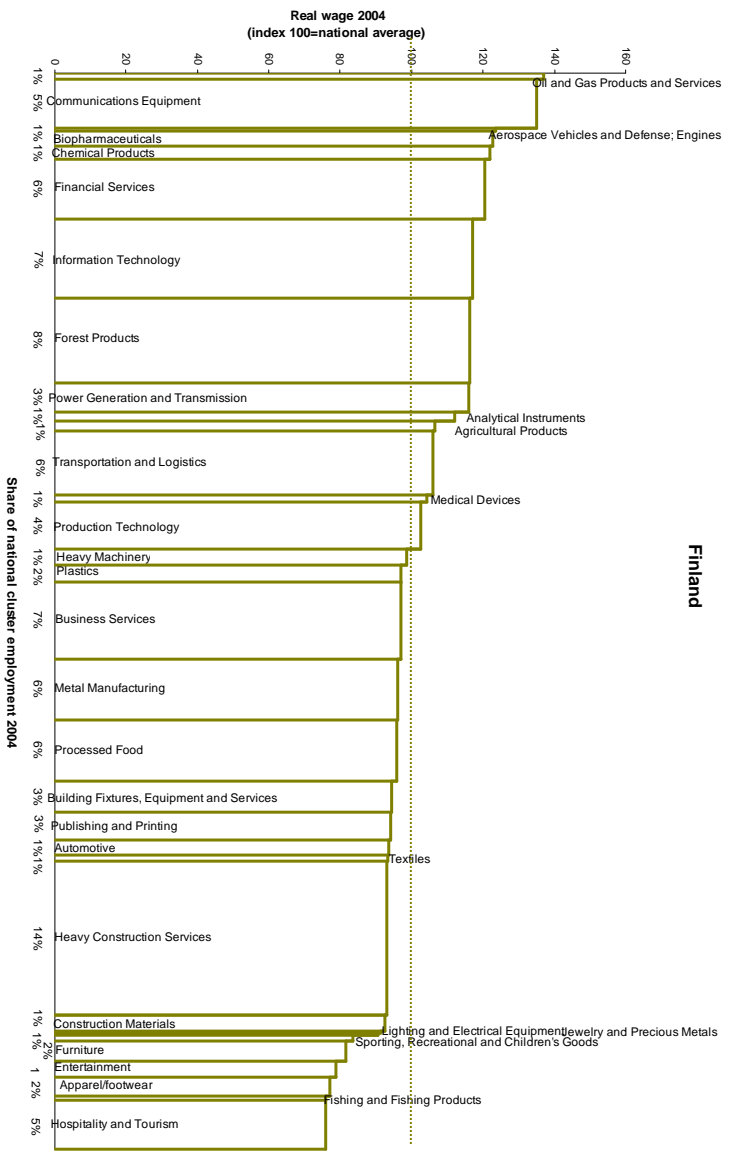 Real wage 2004
(index 100=national average)
0 20 40 60 80 100 120 140 160
1% Oil and Gas Products and Services
5% Communications Equipment
Aerospace Vehicles and Defense; Engines
1% Biopharmaceuticals
1% Chemical Products
6% Financial Services
7% Information Technology
8% Forest Products
3% Power Generation and Transmission
1% Analytical Instruments
1% Agricultural Products
6% Transportation and Logistics
1% Medical Devices
4% Production Technology
1% Heavy Machinery
2% Plastics
7% Business Services
6% Metal Manufacturing
6% Processed Food
3% Building Fixtures, Equipment and Services
3% Publishing and Printing
1% Automotive
1% Textiles
14% Heavy Construction Services
1% Construction Materials
Lighting and Electrical Equipment
Jewelry and Precious Metals
1% Sporting, Recreational and Children's Goods
2% Furniture
1 Entertainment
2% Apparel/footwear
Fishing and Fishing Products
5% Hospitality and Tourism
Share of national cluster employment 2004
Finland